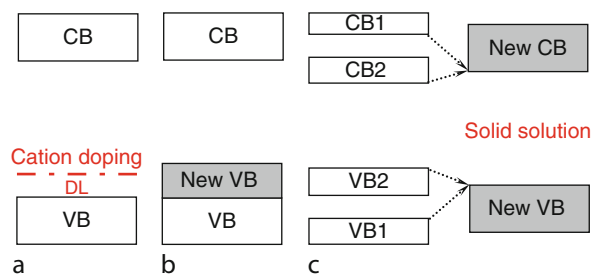 CB
CB
CB1
CB2
New CB
Solid solution
Cation doping
DL
VB
New VB
VB
VB2
VB1
New VB
a
b
c